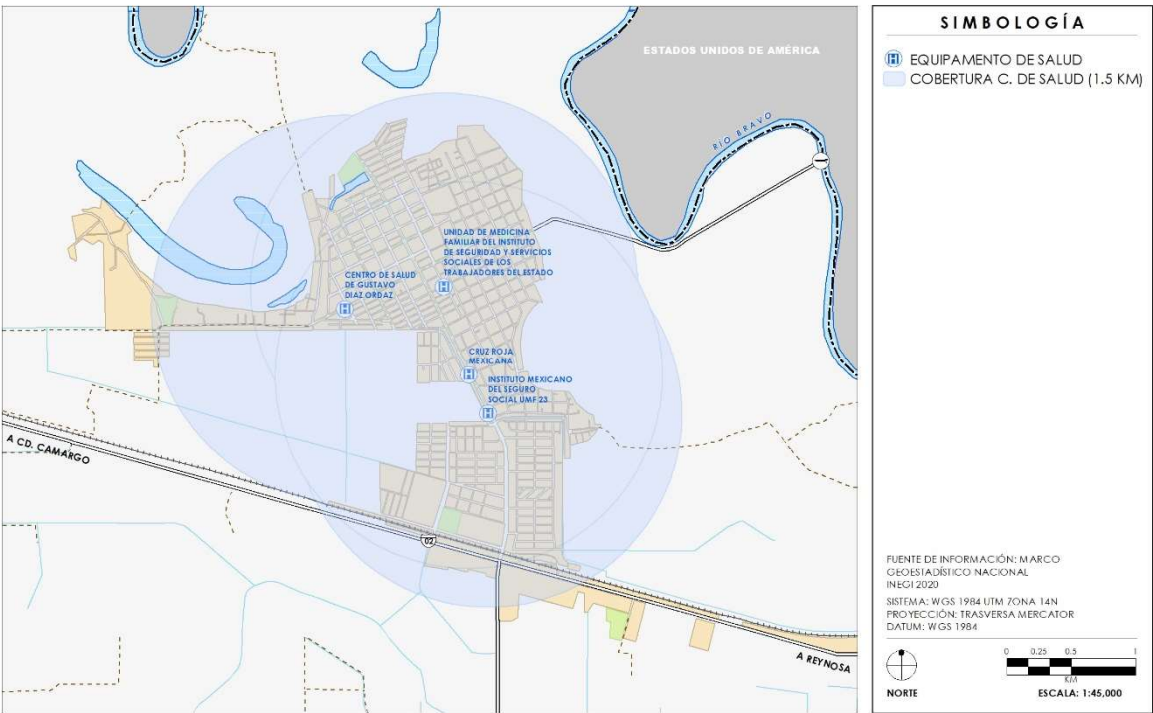 ESTADOS UNIDOS DE AMÉRICA
RIO BRAVO
UNIDAD DE MEDICINA
FAMILIAR DEL INSTITUTO
DE SEGURIDAD Y SERVICIOS
SOCIALES DE LOS
TRABAJADORES DEL ESTADO
CENTRO DE SALUD
DE GUSTAVO
DIAZ ORDAZ
CRUZ ROJA
MEXICANA
INSTITUTO MEXICANO
DEL SEGURO
SOCIAL UMF 23
A CD. CAMARGO
02
A REYNOSA
SIMBOLOGÍA
H EQUIPAMENTO DE SALUD
COBERTURA C. DE SALUD (1.5 KM)
FUENTE DE INFORMACIÓN: MARCO
GEOESTADÍSTICO NACIONAL
INEGI 2020
SISTEMA: WGS 1984 UTM ZONA 14N
PROYECCIÓN: TRASVERSA MERCATOR
DATUM: WGS 1984
0 0.25 0.5 1
KM
NORTE
ESCALA: 1:45,000